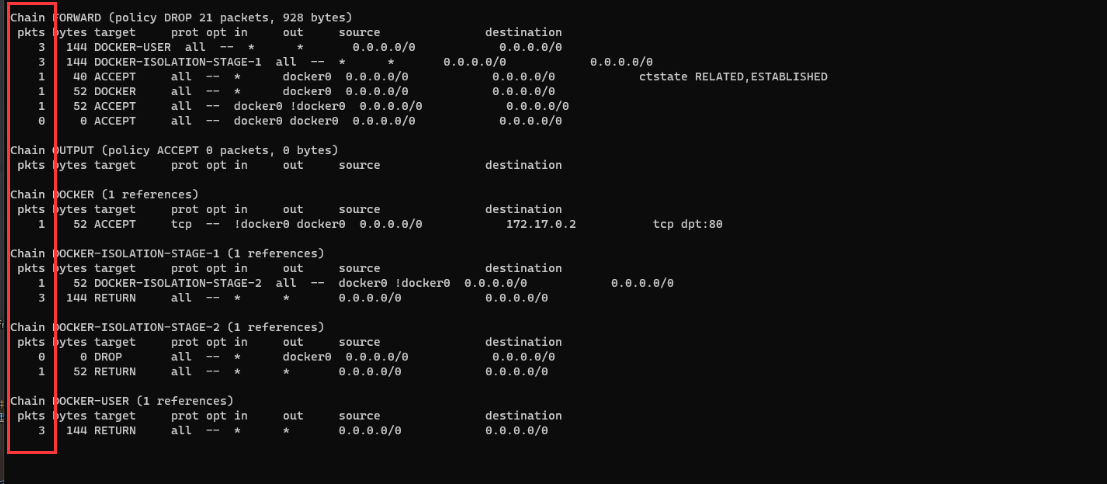 Chain FORWARD (policy DROP 21 packets, 928 bytes)
pkts bytes target prot opt in out source destination
3 144 DOCKER-USER all -- * * 0.0.0.0/0 0.0.0.0/0
3 144 DOCKER-ISOLATION-STAGE-1 all -- * * 0.0.0.0/0 0.0.0.0/0
1 40 ACCEPT all -- * docker0 0.0.0.0/0 0.0.0.0/0 ctstate RELATED,ESTABLISHED
1 52 DOCKER all -- * docker0 0.0.0.0/0 0.0.0.0/0
1 52 ACCEPT all -- docker0 !docker0 0.0.0.0/0 0.0.0.0/0
0 0 ACCEPT all -- docker0 docker0 0.0.0.0/0 0.0.0.0/0
Chain OUTPUT (policy ACCEPT 0 packets, 0 bytes)
pkts bytes target prot opt in out source destination
Chain DOCKER (1 references)
pkts bytes target prot opt in out source destination
1 52 ACCEPT tcp -- !docker0 docker0 0.0.0.0/0 172.17.0.2 tcp dpt:80
Chain DOCKER-ISOLATION-STAGE-1 (1 references)
pkts bytes target prot opt in out source destination
1 52 DOCKER-ISOLATION-STAGE-2 all -- docker0 !docker0 0.0.0.0/0 0.0.0.0/0
3 144 RETURN all -- * * 0.0.0.0/0 0.0.0.0/0
Chain DOCKER-ISOLATION-STAGE-2 (1 references)
pkts bytes target prot opt in out source destination
0 0 DROP all -- * docker0 0.0.0.0/0 0.0.0.0/0
1 52 RETURN all -- * * 0.0.0.0/0 0.0.0.0/0
Chain DOCKER-USER (1 references)
pkts bytes target prot opt in out source destination
3 144 RETURN all -- * * 0.0.0.0/0 0.0.0.0/0